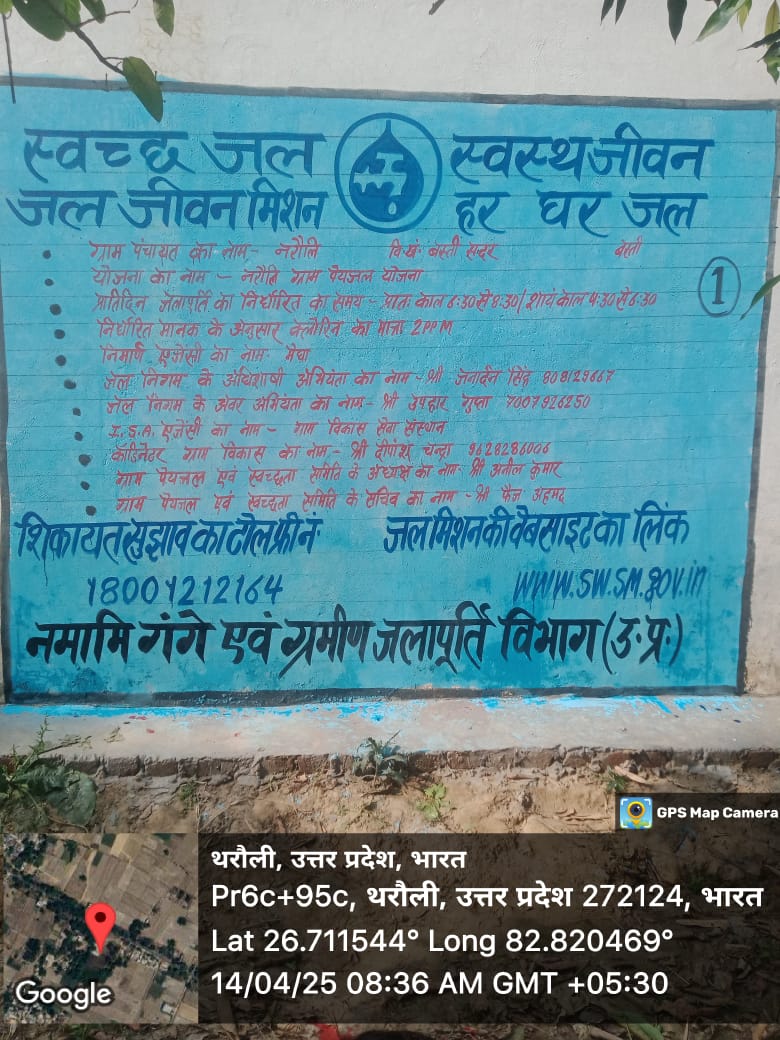 स्वच्छ जल स्वस्थ जीवन
जल जीवन मिशन हर घर जल
ग्राम पंचायत का नाम - नरौलि वि.खं. बस्ती सदर बस्ती
योजना का नाम - नरौलि ग्राम पेयजल योजना
प्रतिदिन जलापूर्ति का निर्धारित का समय - प्रातः काल 6:30 से 8:30/शायं काल 4:30 से 6:30
1
निर्धारित मानक के अनुसार क्लोरिन का मात्रा 2PPM
निर्माण एजेंसी का नामः मेघा
जल निगम के अधिशाषी अभियंता का नाम - श्री जनार्दन सिंह 808129667
जल निगम के अवर अभियंता का नाम - श्री उपहार गुप्ता 7007926250
I.S.A. एजेंसी का नाम - ग्राम विकास सेवा संस्थान
कॉडिनेटर ग्राम विकास का नाम - श्री दीपांश चन्द्रा 9628286006
ग्राम पेयजल एवं स्वच्छता समिति के अध्यक्ष का नामः श्री अनील कुमार
ग्राम पेयजल एवं स्वच्छता समिति के सचिव का नाम - श्री फैज अहमद
शिकायत सुझाव का टोल फ्री नं. जल मिशन की वेबसाइट का लिंक
18001212164 www.sw.sm.gov.in
नमामि गंगे एवं ग्रमीण जलापूर्ति विभाग (उ.प्र.)
GPS Map Camera
थरौली, उत्तर प्रदेश, भारत
Pr6c+95c, थरौली, उत्तर प्रदेश 272124, भारत
Lat 26.711544° Long 82.820469°
14/04/25 08:36 AM GMT +05:30
Google